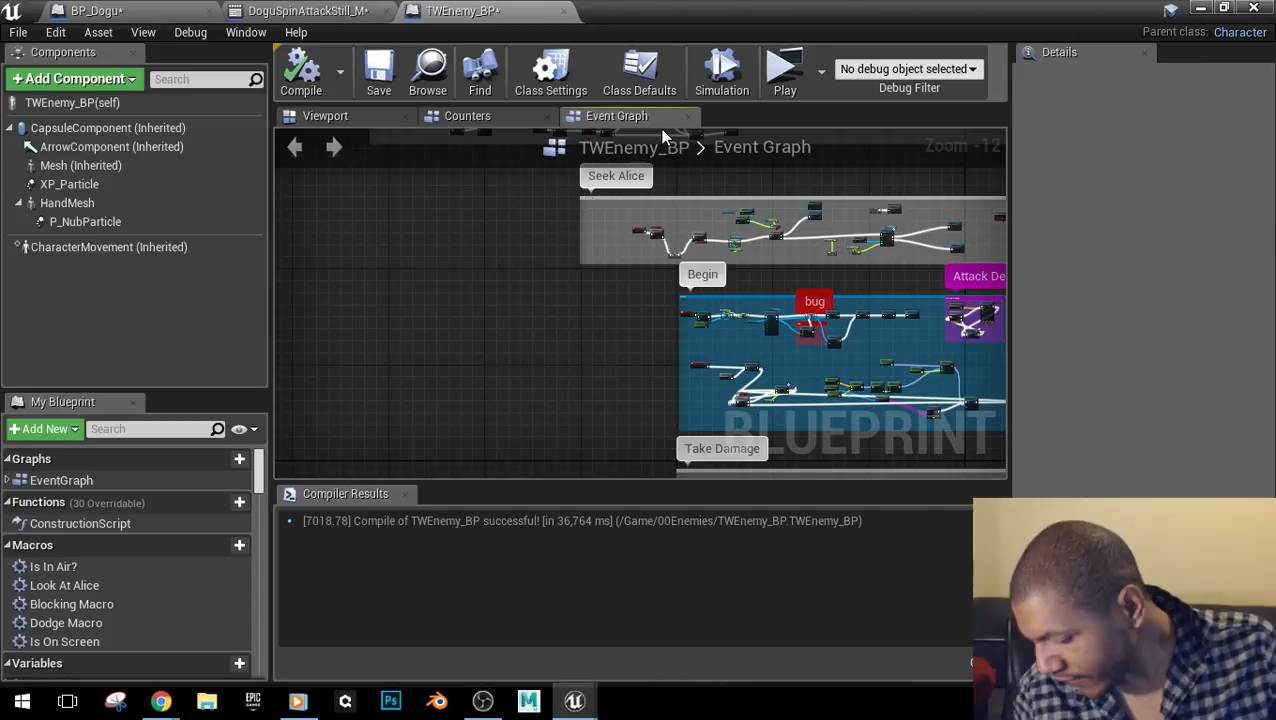 BP_Dogu*
DoguSpinAttackStill_M*
TWEnemy_BP*
File Edit Asset View Debug Window Help
Parent class: Character
Components
Details
+Add Component
Search
Compile
Save
Browse
Find
Class Settings
Class Defaults
Simulation
Play
No debug object selected
Debug Filter
TWEnemy_BP(self)
Viewport
Counters
Event Graph
CapsuleComponent (Inherited)
ArrowComponent (Inherited)
Mesh (Inherited)
XP_Particle
HandMesh
P_NubParticle
CharacterMovement (Inherited)
TWEnemy_BP > Event Graph
Zoom -12
Seek Alice
Begin
Attack De
bug
BLUEPRINT
Take Damage
My Blueprint
+Add New
Search
Graphs
EventGraph
Functions (30 Overridable)
ConstructionScript
Macros
Is In Air?
Look At Alice
Blocking Macro
Dodge Macro
Is On Screen
Variables
Compiler Results
[7018.78] Compile of TWEnemy_BP successful! [in 36,764 ms] (/Game/00Enemies/TWEnemy_BP.TWEnemy_BP)
EPIC
GAMES
Ps
M